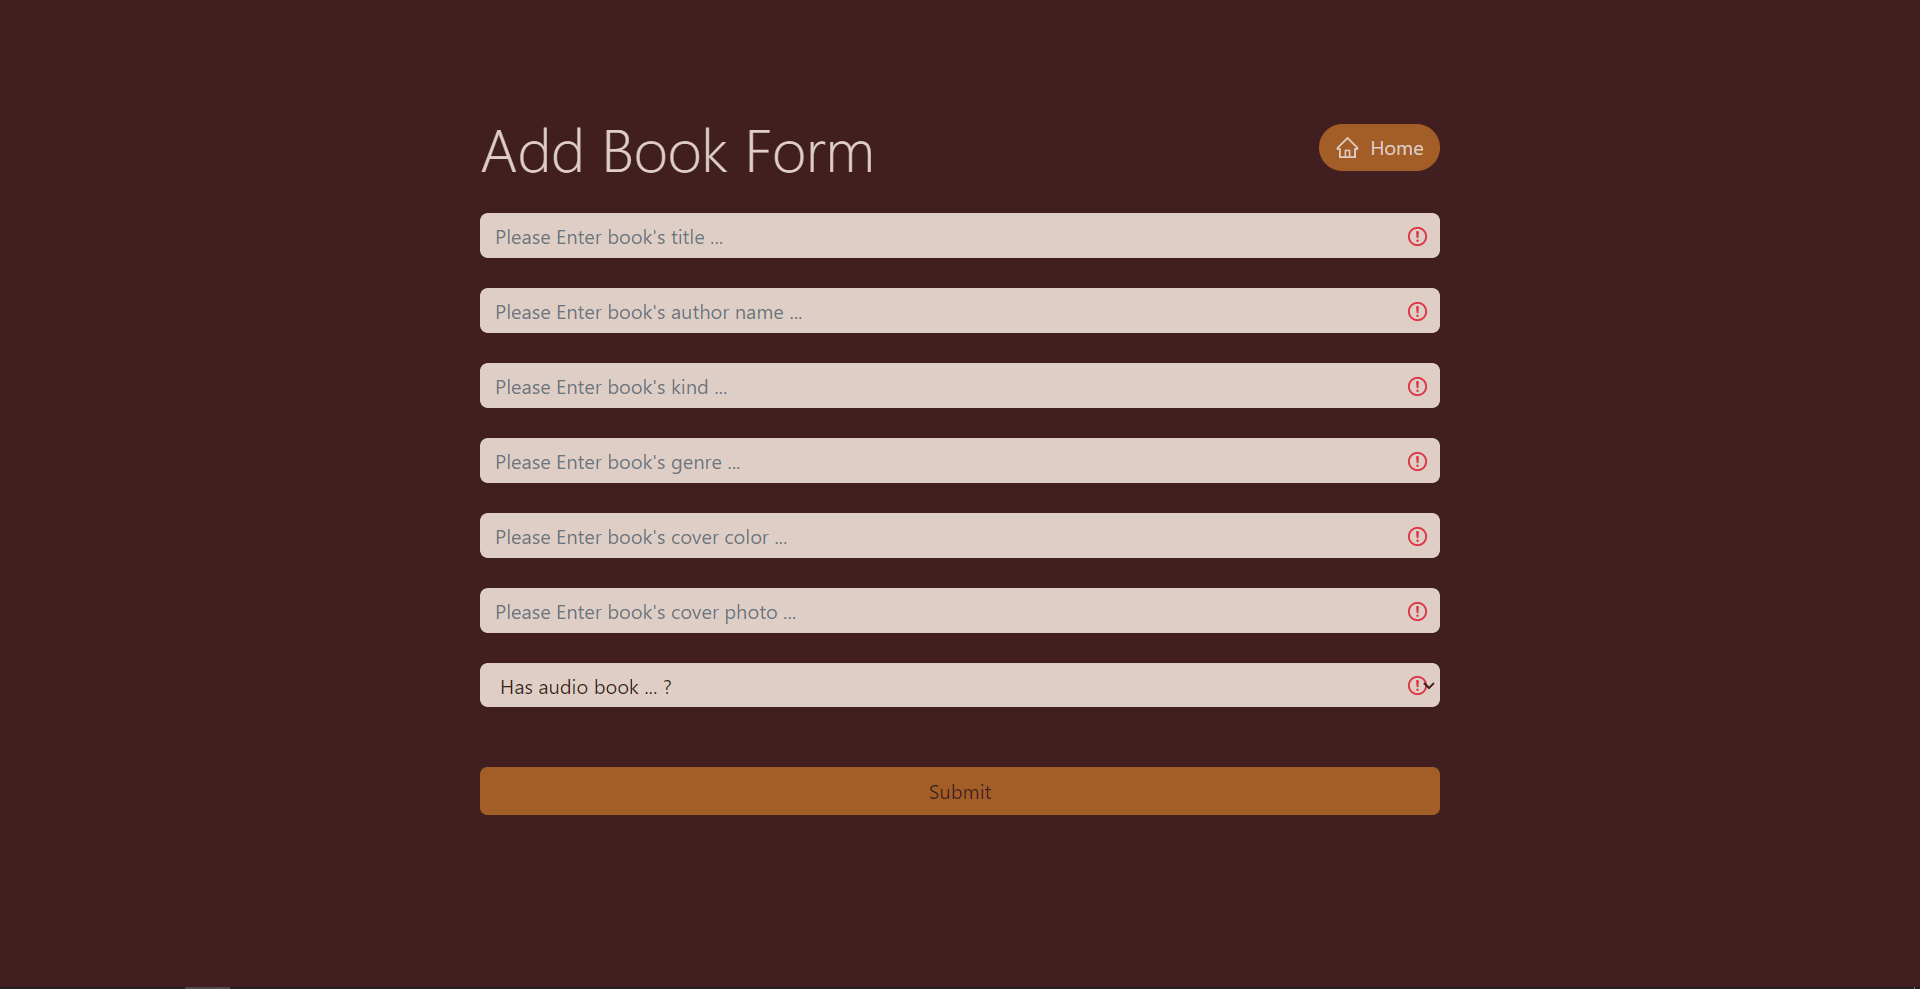 Add Book Form
Home
Please Enter book's title ...
Please Enter book's author name ...
Please Enter book's kind ...
Please Enter book's genre ...
Please Enter book's cover color ...
Please Enter book's cover photo ...
Has audio book ... ?
Submit